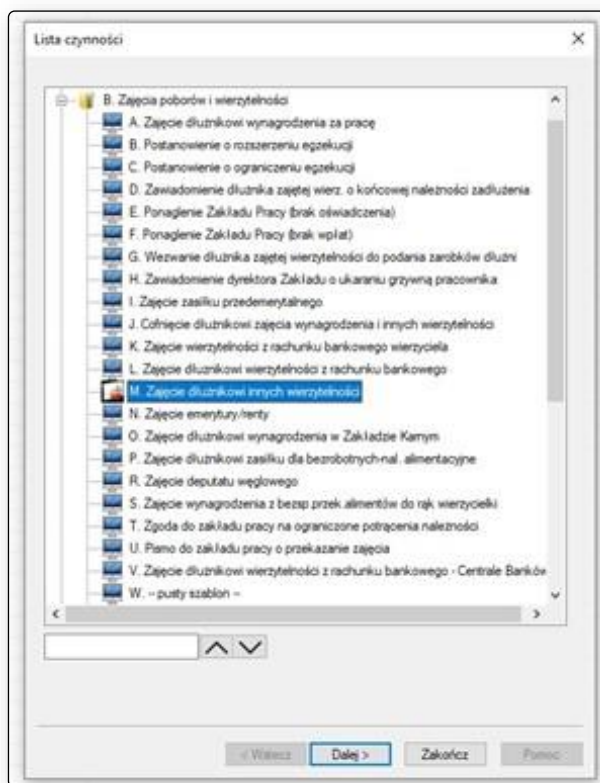 Lista czynności
B. Zajęcia poborów i wierzytelności
A. Zajęcie dłużnikowi wynagrodzenia za pracę
B. Postanowienie o rozszerzeniu egzekucji
C. Postanowienie o ograniczeniu egzekucji
D. Zawiadomienie dłużnika zajętej wierz. o końcowej należności zadłużenia
E. Ponaglenie Zakładu Pracy (brak oświadczenia)
F. Ponaglenie Zakładu Pracy (brak wpłat)
G. Wezwanie dłużnika zajętej wierzytelności do podania zarobków dłużni
H. Zawiadomienie dyrektora Zakładu o ukaraniu grzywną pracownika
I. Zajęcie zasiłku przedemerytalnego
J. Cofnięcie dłużnikowi zajęcia wynagrodzenia i innych wierzytelności
K. Zajęcie wierzytelności z rachunku bankowego wierzyciela
L. Zajęcie dłużnikowi wierzytelności z rachunku bankowego
M. Zajęcie dłużnikowi innych wierzytelności
N. Zajęcie emerytury/renty
O. Zajęcie dłużnikowi wynagrodzenia w Zakładzie Karnym
P. Zajęcie dłużnikowi zasiłku dla bezrobotnych-nal. alimentacyjne
R. Zajęcie deputatu węglowego
S. Zajęcie wynagrodzenia z bezsp.przek.alimentów do rąk wierzycielki
T. Zgoda do zakładu pracy na ograniczone potrącenia należności
U. Pismo do zakładu pracy o przekazanie zajęcia
V. Zajęcie dłużnikowi wierzytelności z rachunku bankowego - Centrale Banków
W. -- pusty szablon --
< Wstecz Dalej > Zakończ Pomoc